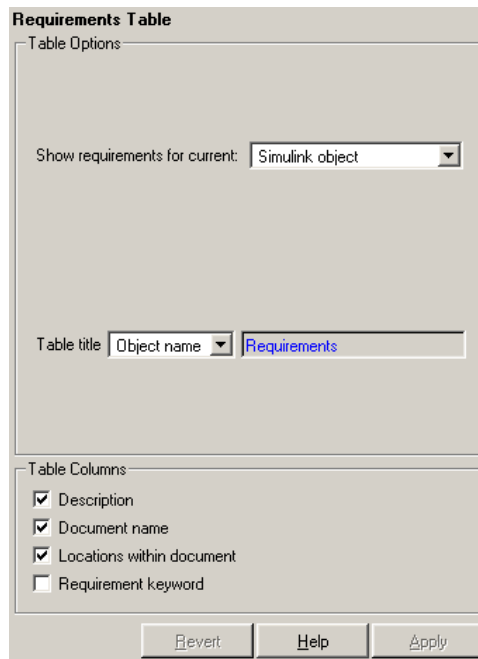 Requirements Table
Table Options
Show requirements for current: Simulink object
Table title Object name Requirements
Table Columns
Description
Document name
Locations within document
Requirement keyword
Revert Help Apply